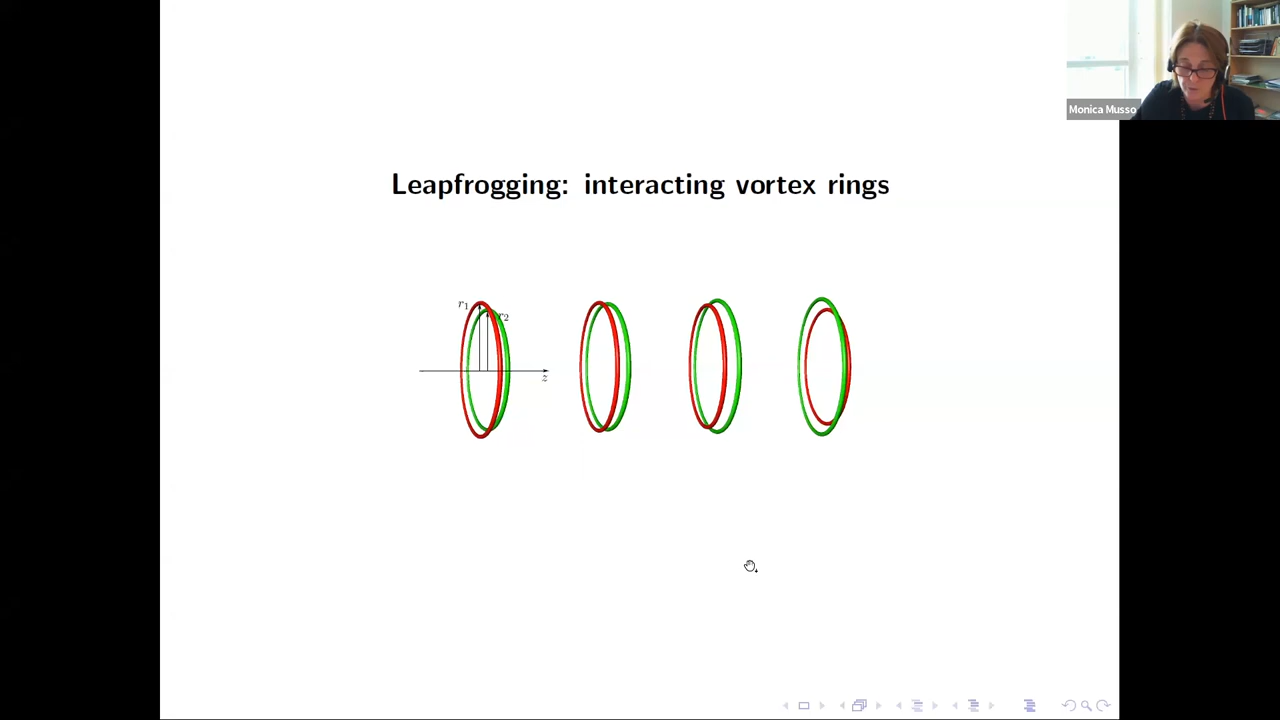 Monica Musso
Leapfrogging: interacting vortex rings
r₁
r₂
z